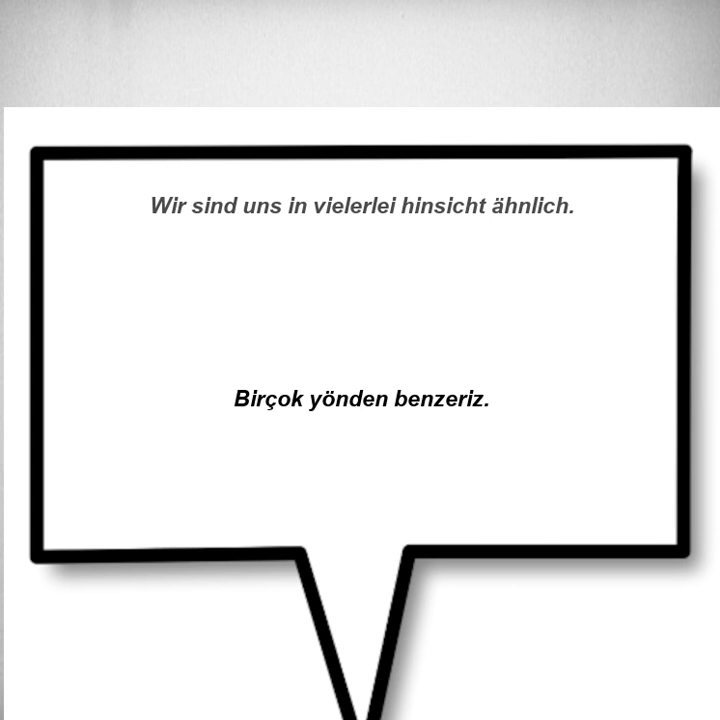 Wir sind uns in vielerlei hinsicht ähnlich.
Birçok yönden benzeriz.